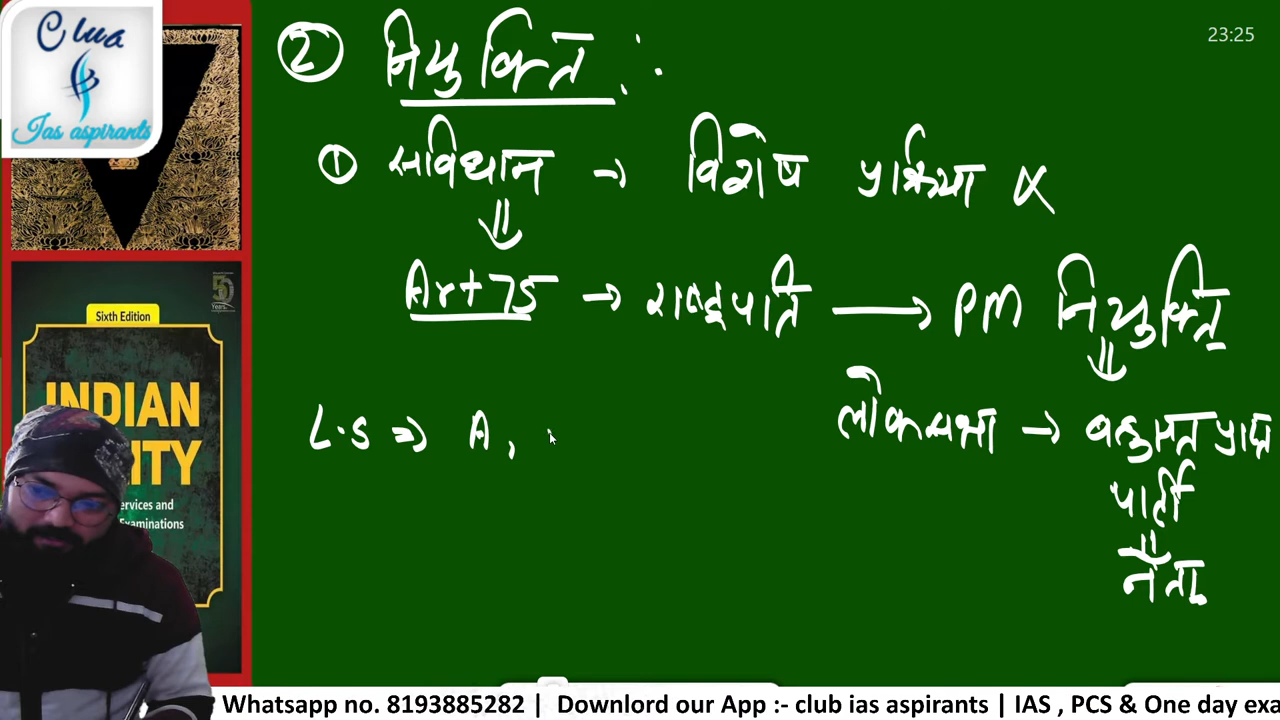 Clua
Ias aspirants
23:25
② नियुक्ति :
① सविधान → विशेष प्रक्रिया X
⇓
Art 75 → राष्ट्रपति → PM नियुक्ति
⇓
लोकसभा → बहुमत प्राप्त
पार्टी
नेता
L.S ⇒ A,
Sixth Edition
INDIAN
ITY
ervices and
Examinations
Whatsapp no. 8193885282 | Downlord our App :- club ias aspirants | IAS , PCS & One day exa